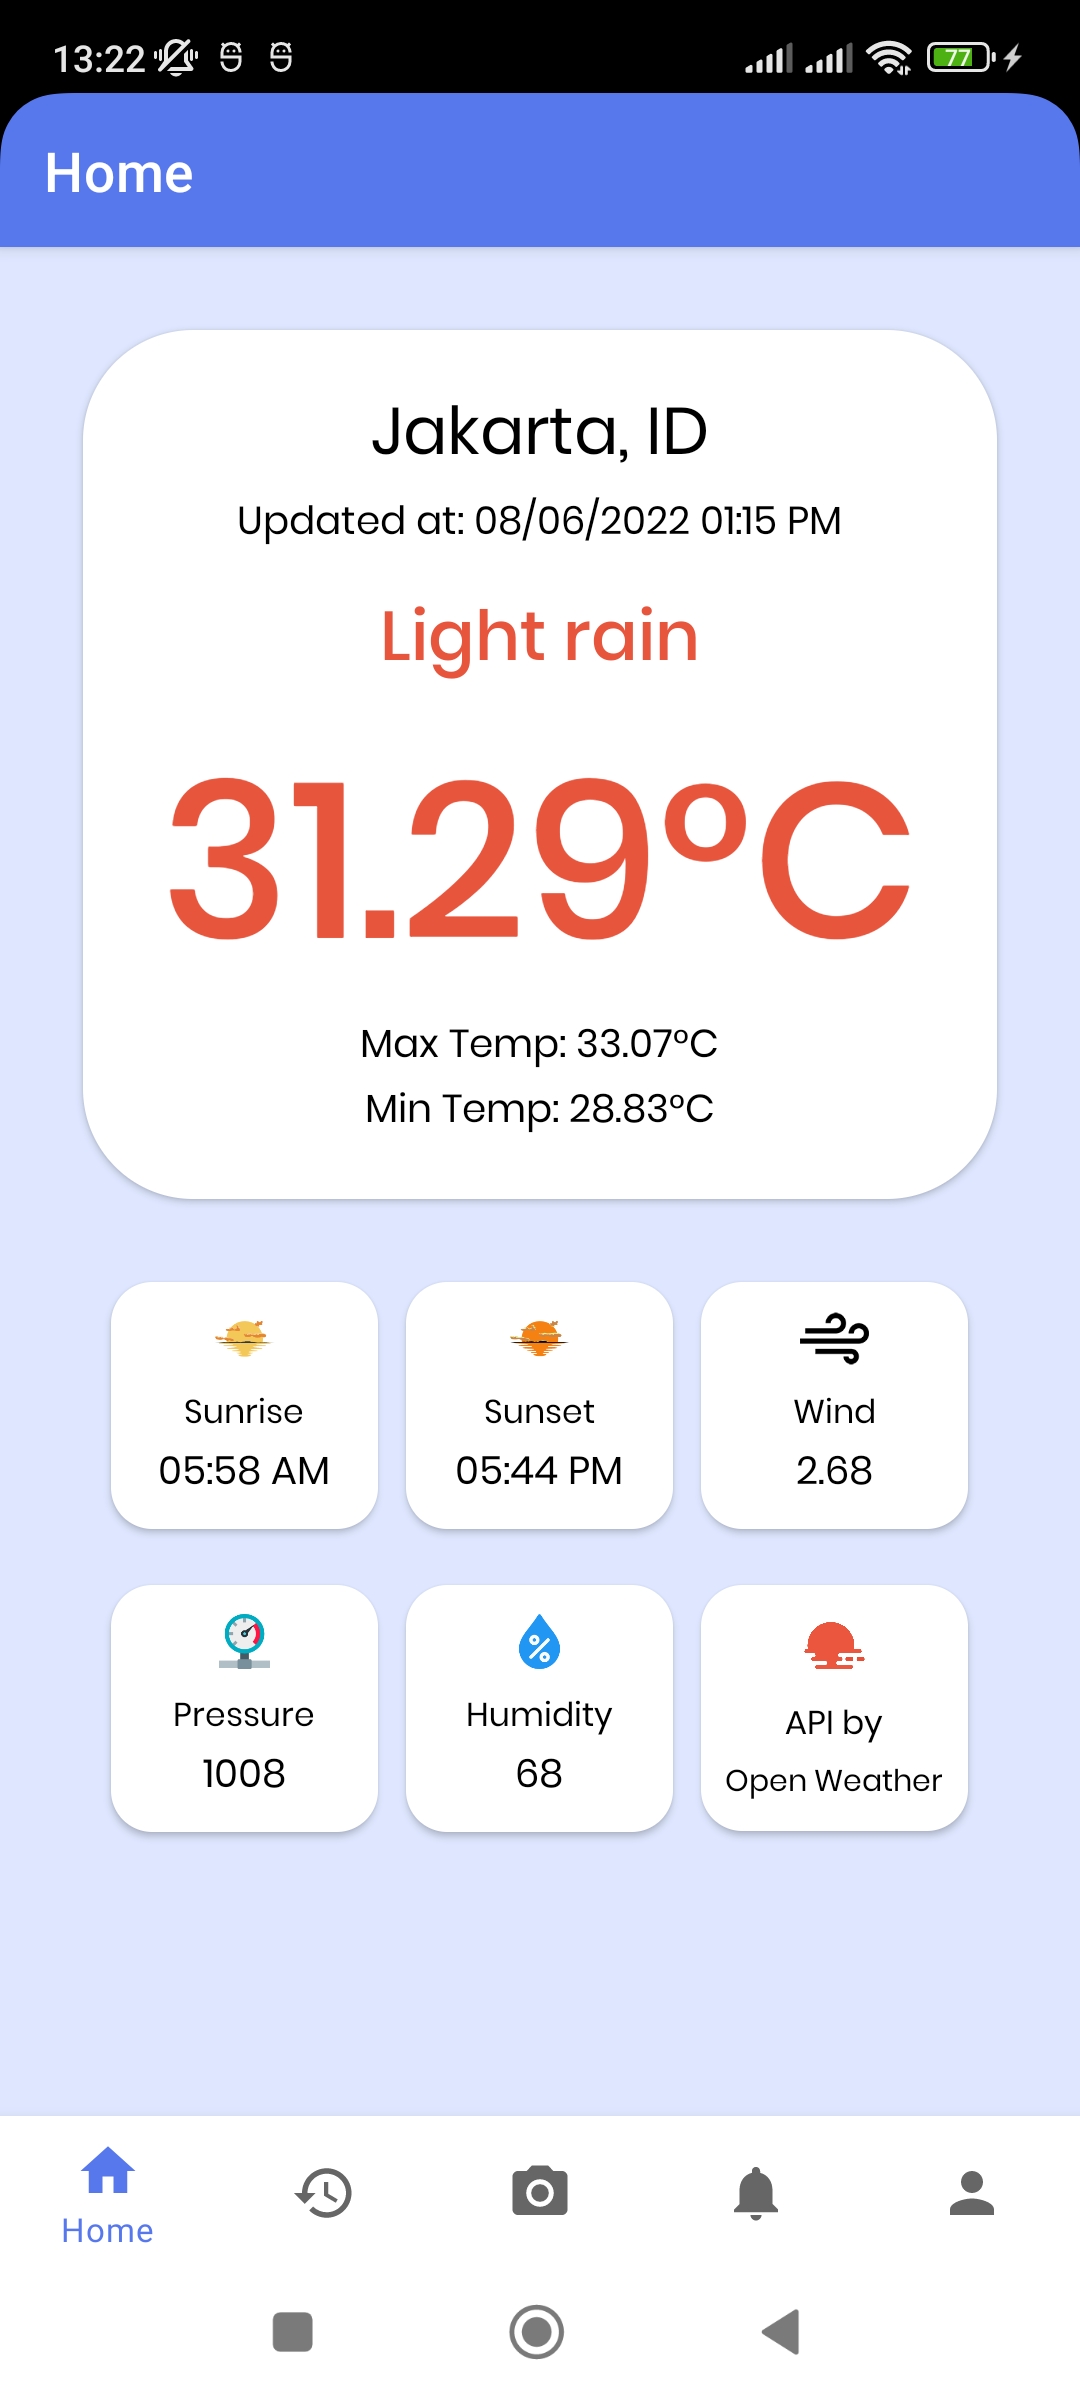 13:22
77
Home
Jakarta, ID
Updated at: 08/06/2022 01:15 PM
Light rain
31.29°C
Max Temp: 33.07°C
Min Temp: 28.83°C
Sunrise
05:58 AM
Sunset
05:44 PM
Wind
2.68
Pressure
1008
Humidity
68
API by
Open Weather
Home